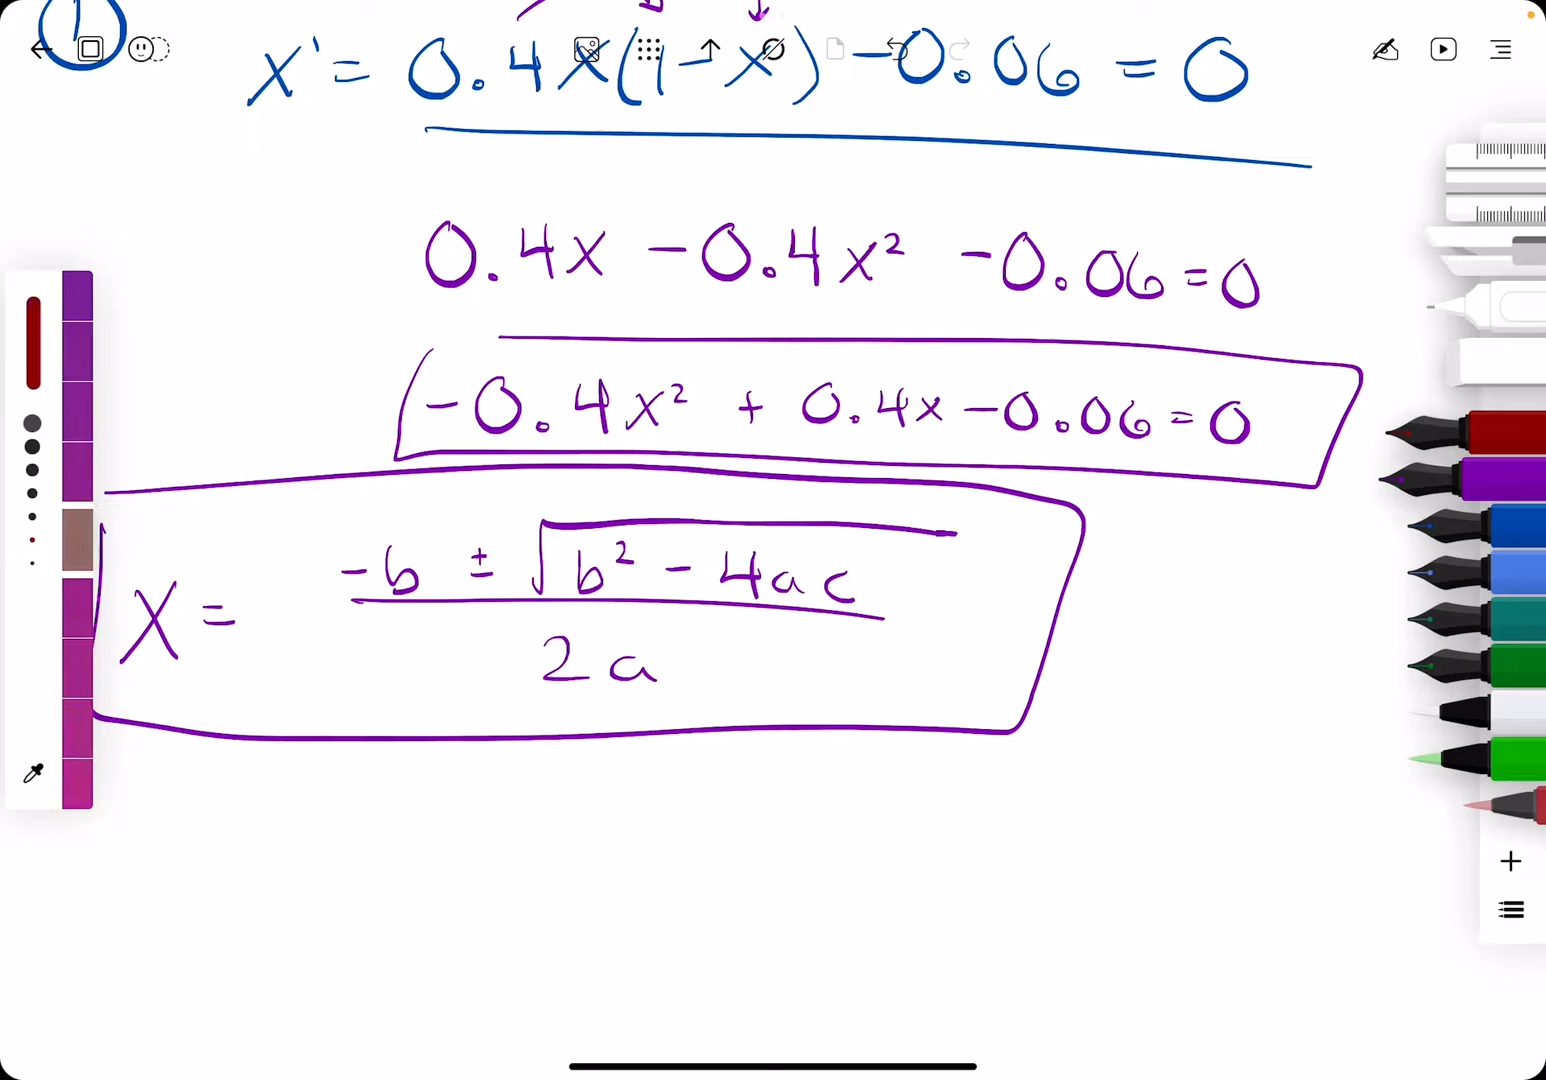 1
x' = 0.4x(1-x) -0.06 = 0
0.4x -0.4x² -0.06=0
-0.4x² + 0.4x -0.06=0
X = -b ± √b² - 4ac
2a